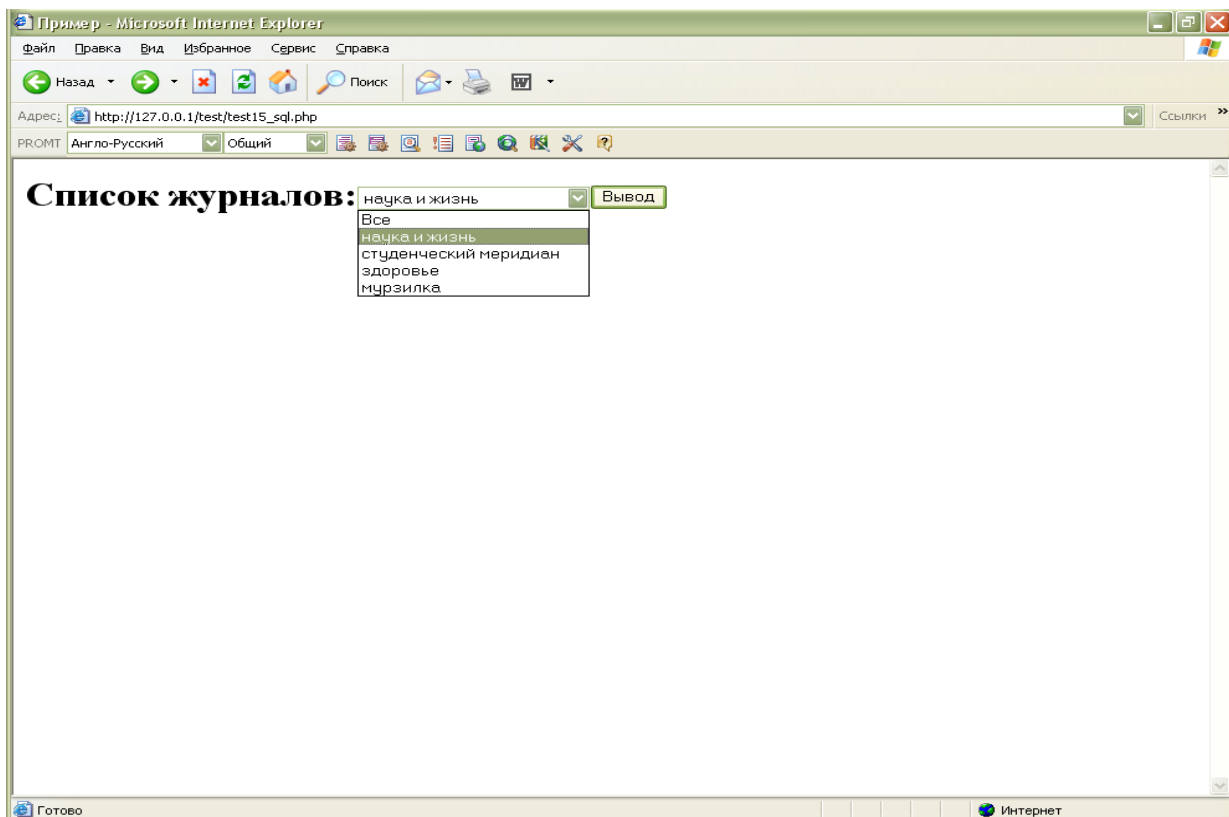 Пример - Microsoft Internet Explorer
Файл Правка Вид Избранное Сервис Справка
Назад Поиск
Адрес: http://127.0.0.1/test/test15_sql.php Ссылки »
PROMT Англо-Русский Общий
Список журналов: наука и жизнь Вывод
Все
наука и жизнь
студенческий меридиан
здоровье
мурзилка
Готово Интернет